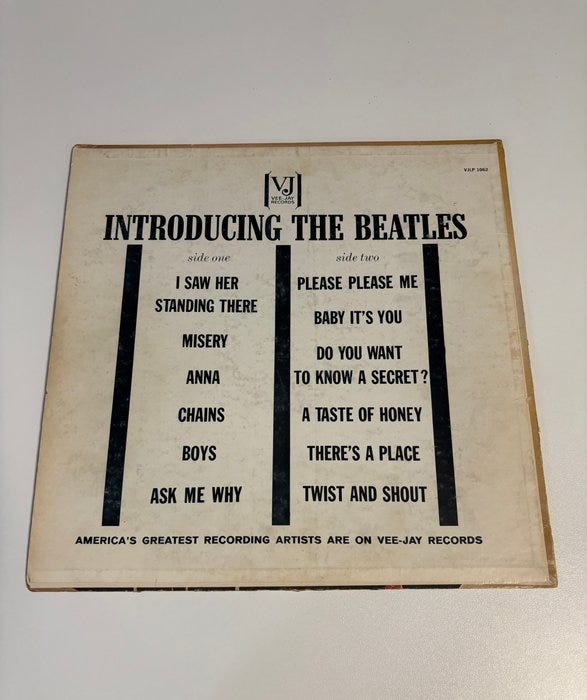 VJLP 1062
VJ
VEE-JAY
RECORDS
INTRODUCING THE BEATLES
side one
I SAW HER
STANDING THERE
MISERY
ANNA
CHAINS
BOYS
ASK ME WHY
side two
PLEASE PLEASE ME
BABY IT'S YOU
DO YOU WANT
TO KNOW A SECRET?
A TASTE OF HONEY
THERE'S A PLACE
TWIST AND SHOUT
AMERICA'S GREATEST RECORDING ARTISTS ARE ON VEE-JAY RECORDS